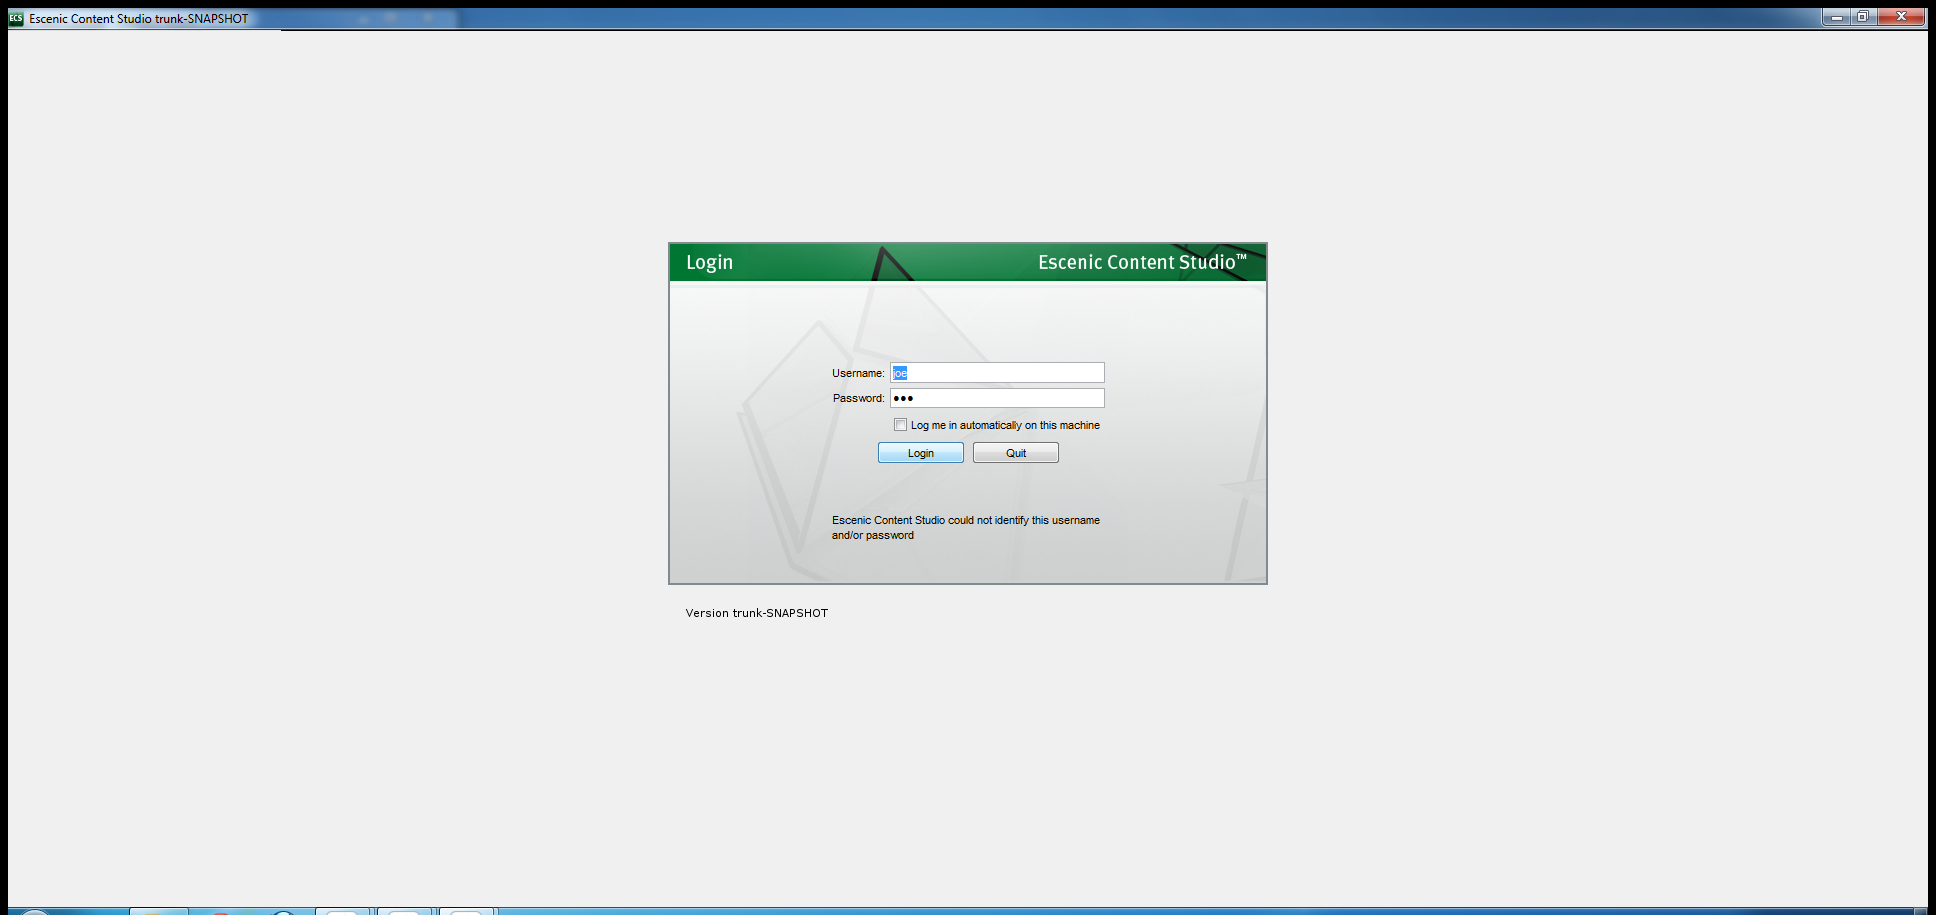 ECS Escenic Content Studio trunk-SNAPSHOT
Login Escenic Content Studio™
Username: joe
Password: •••
Log me in automatically on this machine
Login Quit
Escenic Content Studio could not identify this username
and/or password
Version trunk-SNAPSHOT